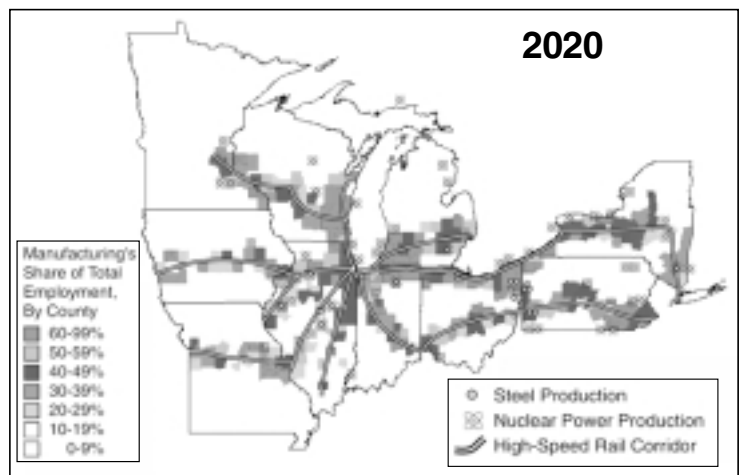 2020
Manufacturing's
Share of Total
Employment,
By County
60-99%
50-59%
40-49%
30-39%
20-29%
10-19%
0-9%
Steel Production
Nuclear Power Production
High-Speed Rail Corridor